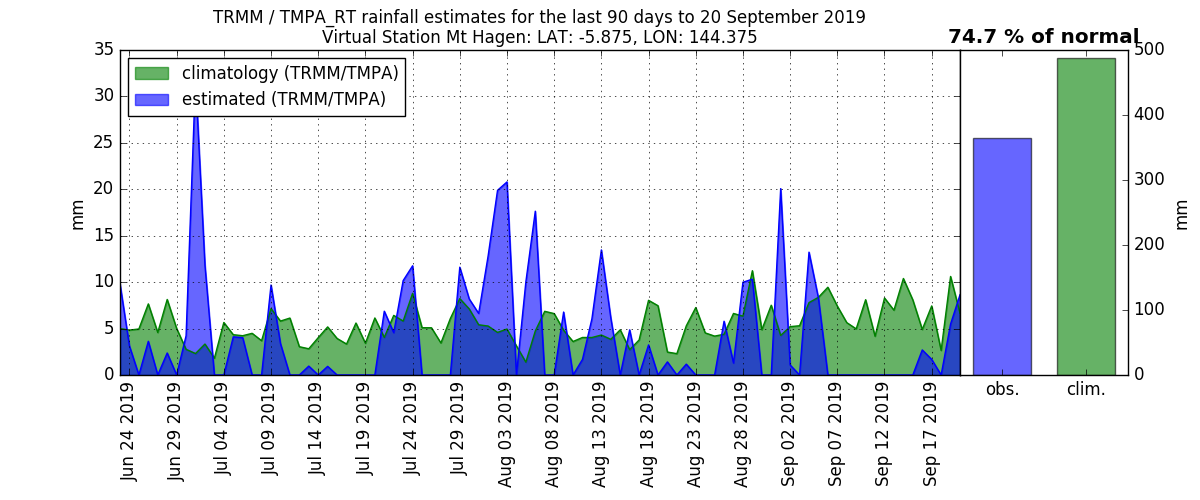 TRMM / TMPA_RT rainfall estimates for the last 90 days to 20 September 2019
Virtual Station Mt Hagen: LAT: -5.875, LON: 144.375
74.7 % of normal
climatology (TRMM/TMPA)
estimated (TRMM/TMPA)
35
30
25
20
15
10
5
0
mm
Jun 24 2019
Jun 29 2019
Jul 04 2019
Jul 09 2019
Jul 14 2019
Jul 19 2019
Jul 24 2019
Jul 29 2019
Aug 03 2019
Aug 08 2019
Aug 13 2019
Aug 18 2019
Aug 23 2019
Aug 28 2019
Sep 02 2019
Sep 07 2019
Sep 12 2019
Sep 17 2019
500
400
300
200
100
0
mm
obs.
clim.